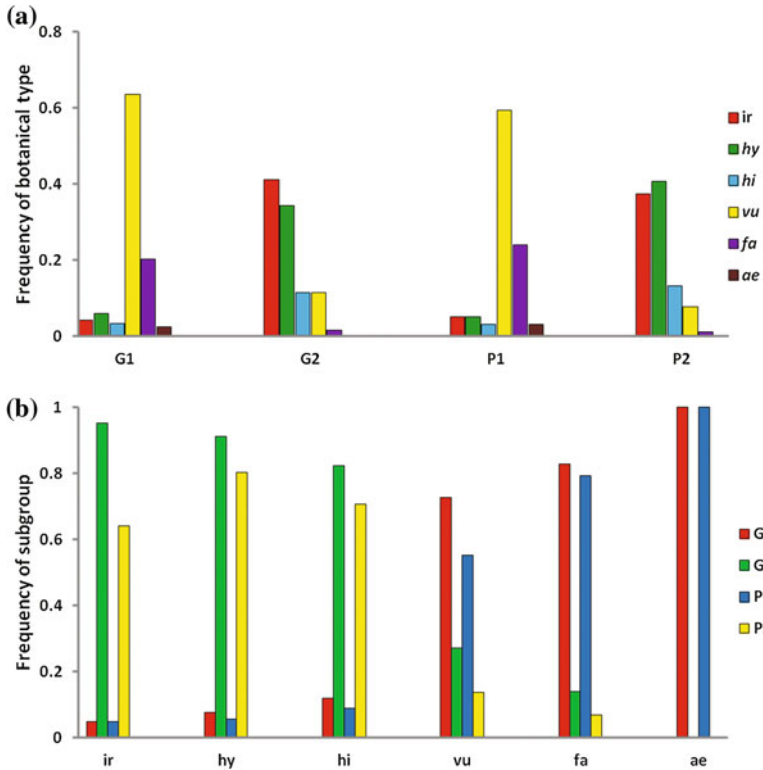 (a)
Frequency of botanical type
0.8
0.6
0.4
0.2
0
G1 G2 P1 P2
ir
hy
hi
vu
fa
ae
(b)
Frequency of subgroup
1
0.8
0.6
0.4
0.2
0
ir hy hi vu fa ae
G
G
P
P